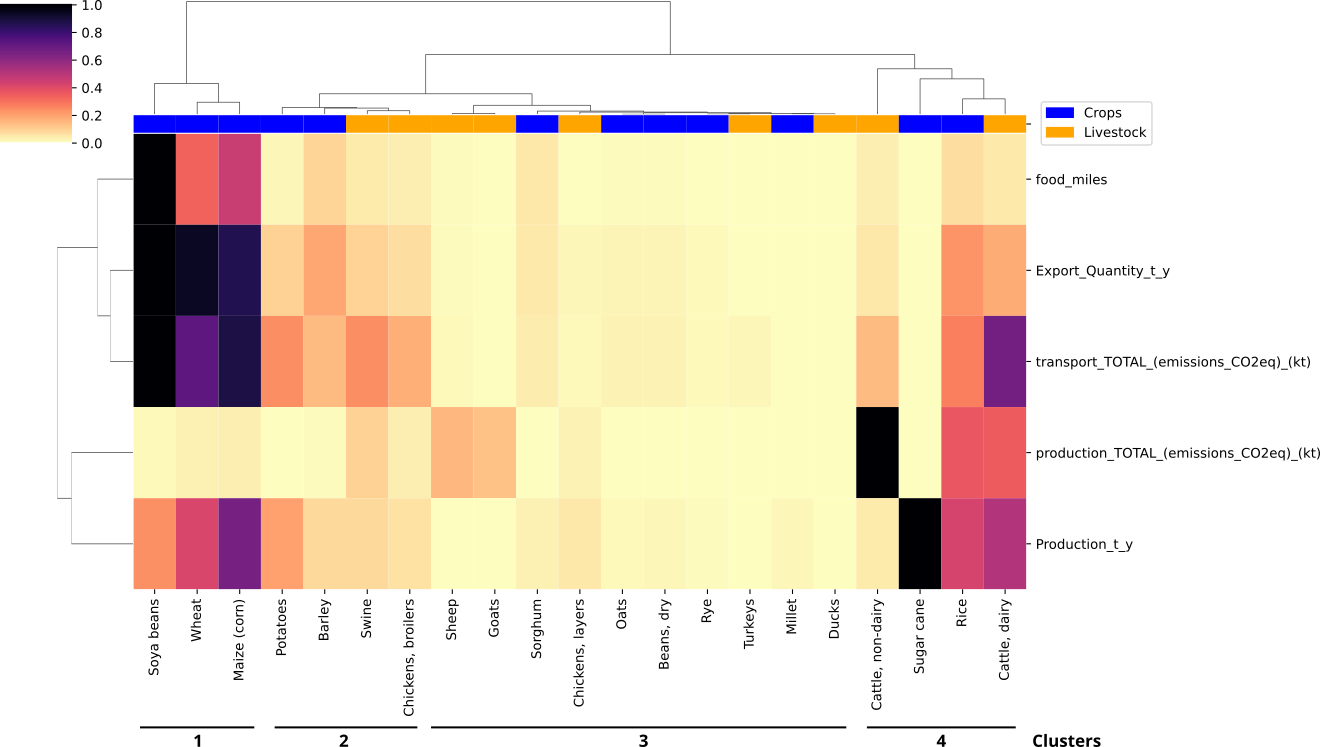 1.0
0.8
0.6
0.4
0.2
0.0
Crops
Livestock
food_miles
Export_Quantity_t_y
transport_TOTAL_(emissions_CO2eq)_(kt)
production_TOTAL_(emissions_CO2eq)_(kt)
Production_t_y
Soya beans
Wheat
Maize (corn)
Potatoes
Barley
Swine
Chickens, broilers
Sheep
Goats
Sorghum
Chickens, layers
Oats
Beans, dry
Rye
Turkeys
Millet
Ducks
Cattle, non-dairy
Sugar cane
Rice
Cattle, dairy
1 2 3 4 Clusters